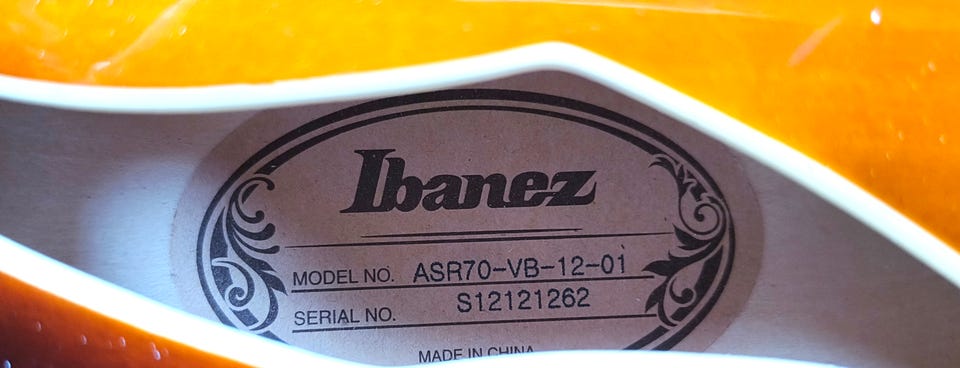 Ibanez
MODEL NO. ASR70-VB-12-01
SERIAL NO. S12121262
MADE IN CHINA